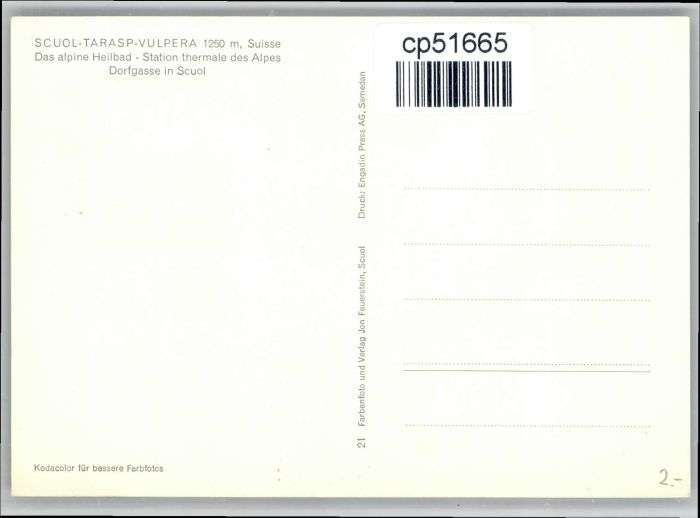 SCUOL-TARASP-VULPERA 1250 m, Suisse
Das alpine Heilbad - Station thermale des Alpes
Dorfgasse in Scuol
cp51665
21 Farbenfoto und Verlag Jon Feuerstein, Scuol Druck: Engadin Press AG, Samedan
Kodacolor für bessere Farbfotos
2.-